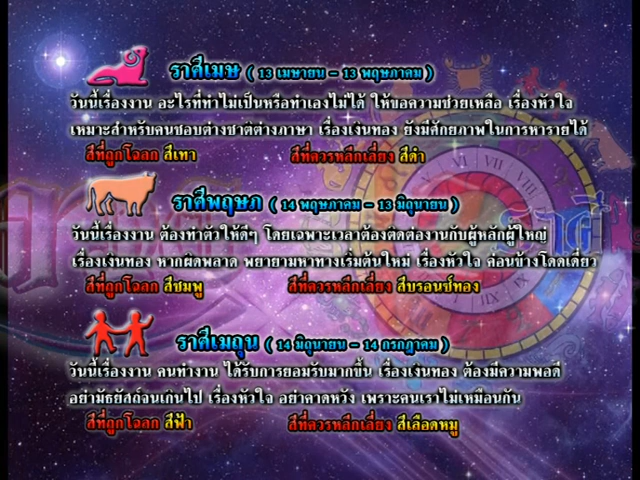 ราศีเมษ ( 13 เมษายน - 13 พฤษภาคม )
วันนี้เรื่องงาน อะไรที่ทำไม่เป็นหรือทำเองไม่ได้ ให้ขอความช่วยเหลือ เรื่องหัวใจ
เหมาะสำหรับคนชอบต่างชาติต่างภาษา เรื่องเงินทอง ยังมีศักยภาพในการหารายได้
สีที่ถูกโฉลก สีเทา สีที่ควรหลีกเลี่ยง สีดำ
ราศีพฤษภ ( 14 พฤษภาคม - 13 มิถุนายน )
วันนี้เรื่องงาน ต้องทำตัวให้ดีๆ โดยเฉพาะเวลาต้องติดต่องานกับผู้หลักผู้ใหญ่
เรื่องเงินทอง หากผิดพลาด พยายามหาทางเริ่มต้นใหม่ เรื่องหัวใจ ค่อนข้างโดดเดี่ยว
สีที่ถูกโฉลก สีชมพู สีที่ควรหลีกเลี่ยง สีบรอนซ์ทอง
ราศีเมถุน ( 14 มิถุนายน - 14 กรกฎาคม )
วันนี้เรื่องงาน คนทำงาน ได้รับการยอมรับมากขึ้น เรื่องเงินทอง ต้องมีความพอดี
อย่ามัธยัสถ์จนเกินไป เรื่องหัวใจ อย่าคาดหวัง เพราะคนเราไม่เหมือนกัน
สีที่ถูกโฉลก สีฟ้า สีที่ควรหลีกเลี่ยง สีเลือดหมู